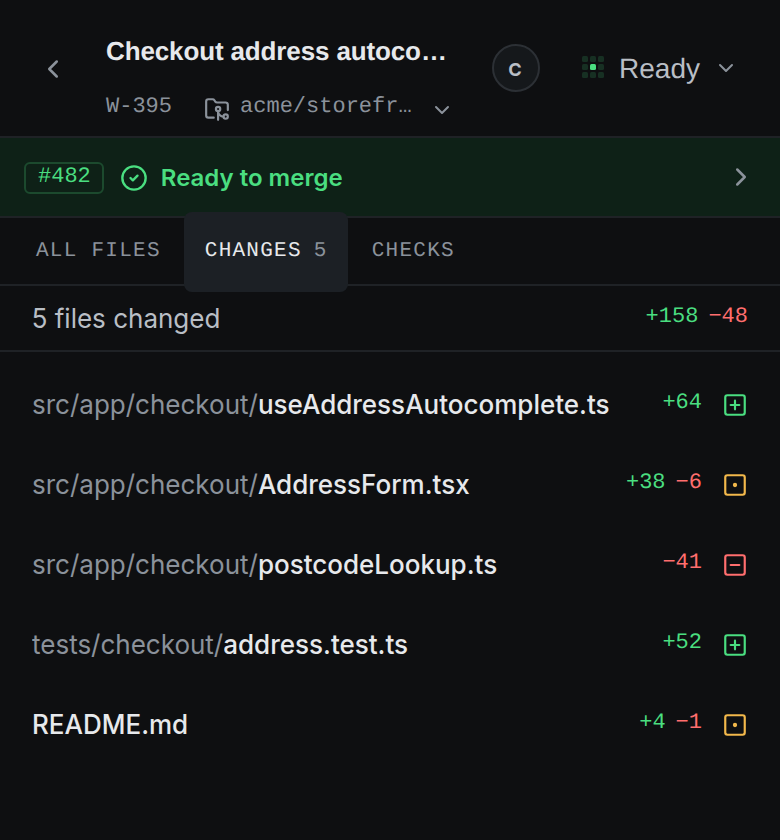 Checkout address autoco…
W-395 acme/storefr…
C
Ready
#482 Ready to merge
ALL FILES CHANGES 5 CHECKS
5 files changed +158 −48
src/app/checkout/useAddressAutocomplete.ts +64
src/app/checkout/AddressForm.tsx +38 −6
src/app/checkout/postcodeLookup.ts −41
tests/checkout/address.test.ts +52
README.md +4 −1